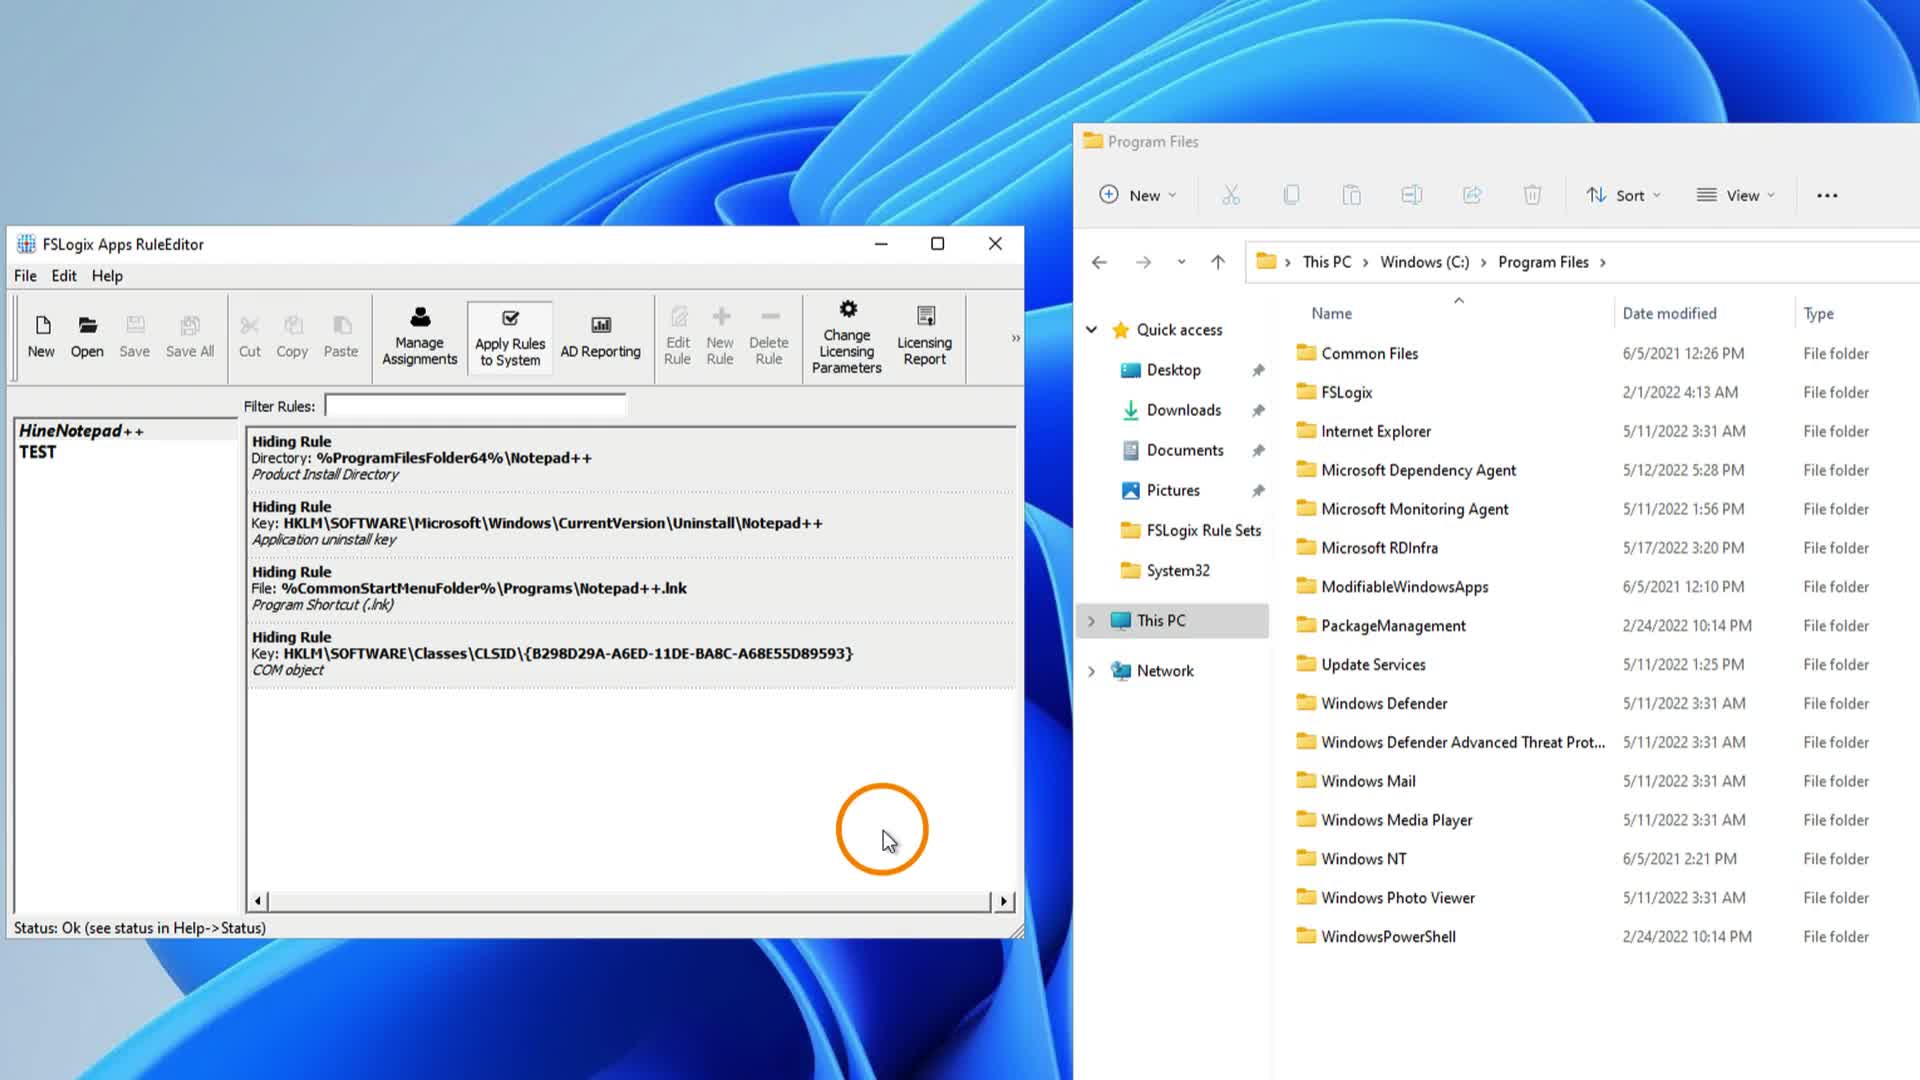 FSLogix Apps RuleEditor
File Edit Help
New Open Save Save All Cut Copy Paste Manage Assignments Apply Rules to System AD Reporting Edit Rule New Rule Delete Rule Change Licensing Parameters Licensing Report »
Filter Rules:
HineNotepad++
TEST
Hiding Rule
Directory: %ProgramFilesFolder64%\Notepad++
Product Install Directory
Hiding Rule
Key: HKLM\SOFTWARE\Microsoft\Windows\CurrentVersion\Uninstall\Notepad++
Application uninstall key
Hiding Rule
File: %CommonStartMenuFolder%\Programs\Notepad++.lnk
Program Shortcut (.lnk)
Hiding Rule
Key: HKLM\SOFTWARE\Classes\CLSID\{B298D29A-A6ED-11DE-BA8C-A68E55D89593}
COM object
Status: Ok (see status in Help->Status)
Program Files
New Sort View
This PC > Windows (C:) > Program Files >
Quick access
Desktop
Downloads
Documents
Pictures
FSLogix Rule Sets
System32
This PC
Network
Name Date modified Type
Common Files 6/5/2021 12:26 PM File folder
FSLogix 2/1/2022 4:13 AM File folder
Internet Explorer 5/11/2022 3:31 AM File folder
Microsoft Dependency Agent 5/12/2022 5:28 PM File folder
Microsoft Monitoring Agent 5/11/2022 1:56 PM File folder
Microsoft RDInfra 5/17/2022 3:20 PM File folder
ModifiableWindowsApps 6/5/2021 12:10 PM File folder
PackageManagement 2/24/2022 10:14 PM File folder
Update Services 5/11/2022 1:25 PM File folder
Windows Defender 5/11/2022 3:31 AM File folder
Windows Defender Advanced Threat Prot... 5/11/2022 3:31 AM File folder
Windows Mail 5/11/2022 3:31 AM File folder
Windows Media Player 5/11/2022 3:31 AM File folder
Windows NT 6/5/2021 2:21 PM File folder
Windows Photo Viewer 5/11/2022 3:31 AM File folder
WindowsPowerShell 2/24/2022 10:14 PM File folder